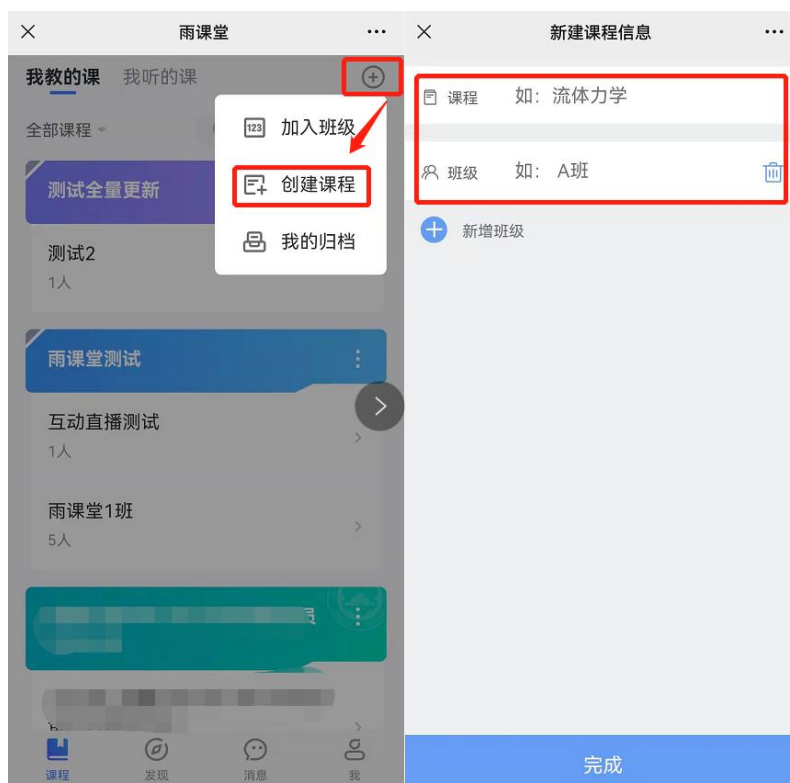 雨课堂
我教的课 我听的课
全部课程
123 加入班级
创建课程
我的归档
测试全量更新
测试2
1人
雨课堂测试
互动直播测试
1人
雨课堂1班
5人
员
课程 发现 消息 我
新建课程信息
课程 如：流体力学
班级 如：A班
新增班级
完成